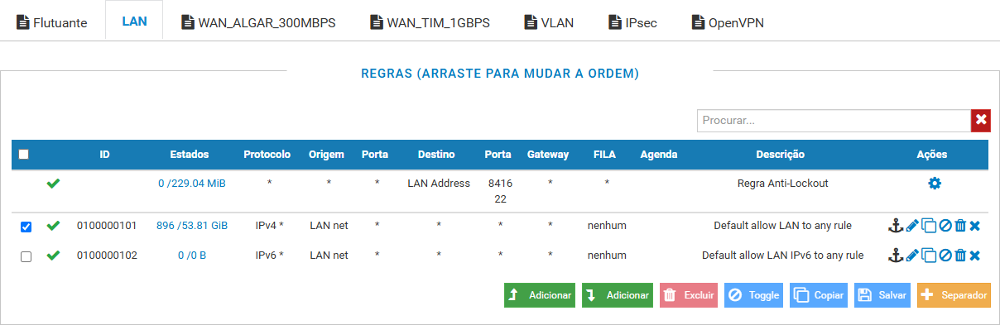 Flutuante LAN WAN_ALGAR_300MBPS WAN_TIM_1GBPS VLAN IPsec OpenVPN
REGRAS (ARRASTE PARA MUDAR A ORDEM)
Procurar...
ID Estados Protocolo Origem Porta Destino Porta Gateway FILA Agenda Descrição Ações
0 /229.04 MiB * * * LAN Address 8416 * * Regra Anti-Lockout
22
0100000101 896 /53.81 GiB IPv4 * LAN net * * * * nenhum Default allow LAN to any rule
0100000102 0 /0 B IPv6 * LAN net * * * * nenhum Default allow LAN IPv6 to any rule
Adicionar Adicionar Excluir Toggle Copiar Salvar Separador